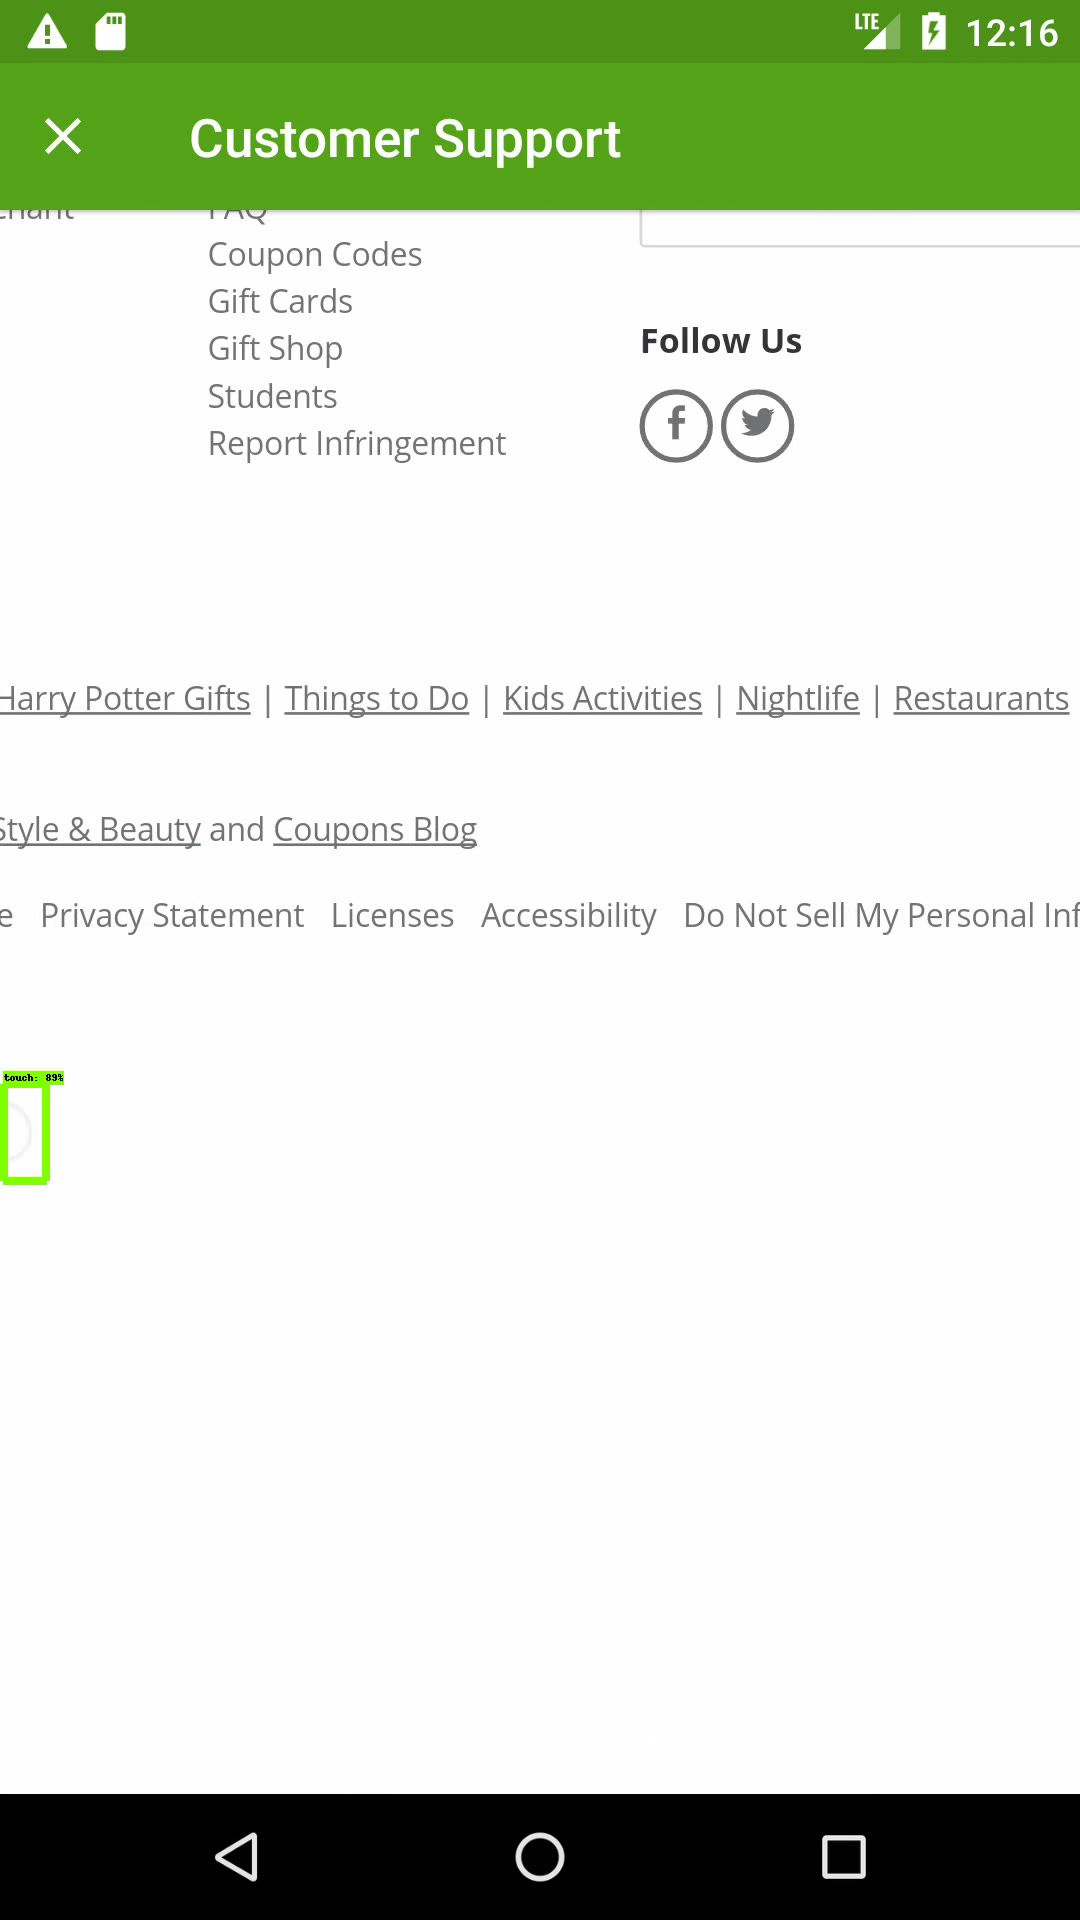 LTE 12:16
Customer Support
chant
FAQ
Coupon Codes
Gift Cards
Gift Shop
Students
Report Infringement
Follow Us
Harry Potter Gifts | Things to Do | Kids Activities | Nightlife | Restaurants
Style & Beauty and Coupons Blog
e Privacy Statement Licenses Accessibility Do Not Sell My Personal Inf
touch: 89%